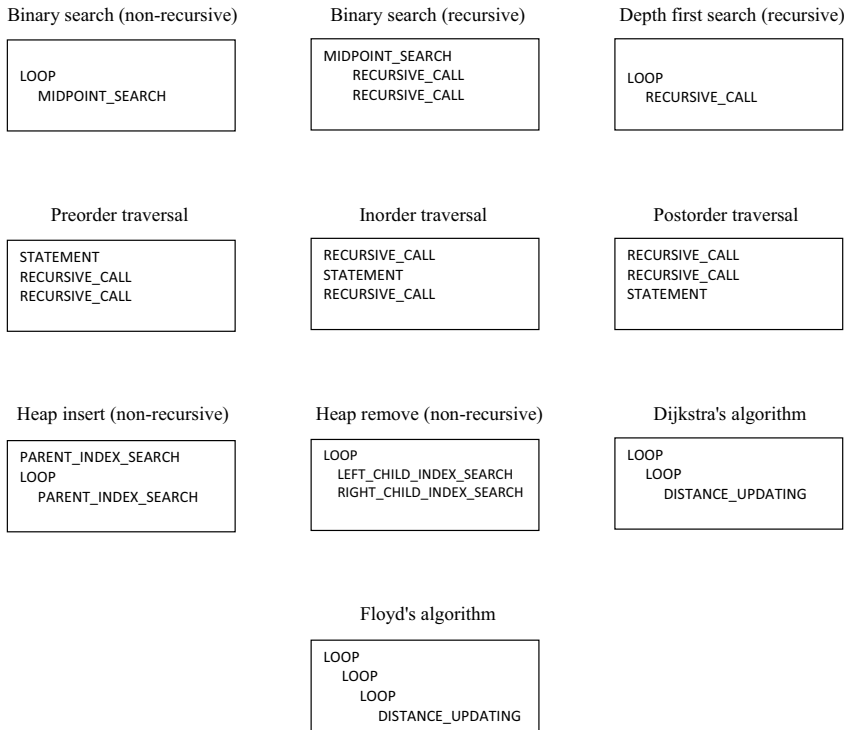 Binary search (non-recursive)
LOOP
MIDPOINT_SEARCH
Binary search (recursive)
MIDPOINT_SEARCH
RECURSIVE_CALL
RECURSIVE_CALL
Depth first search (recursive)
LOOP
RECURSIVE_CALL
Preorder traversal
STATEMENT
RECURSIVE_CALL
RECURSIVE_CALL
Inorder traversal
RECURSIVE_CALL
STATEMENT
RECURSIVE_CALL
Postorder traversal
RECURSIVE_CALL
RECURSIVE_CALL
STATEMENT
Heap insert (non-recursive)
PARENT_INDEX_SEARCH
LOOP
PARENT_INDEX_SEARCH
Heap remove (non-recursive)
LOOP
LEFT_CHILD_INDEX_SEARCH
RIGHT_CHILD_INDEX_SEARCH
Dijkstra's algorithm
LOOP
LOOP
DISTANCE_UPDATING
Floyd's algorithm
LOOP
LOOP
LOOP
DISTANCE_UPDATING